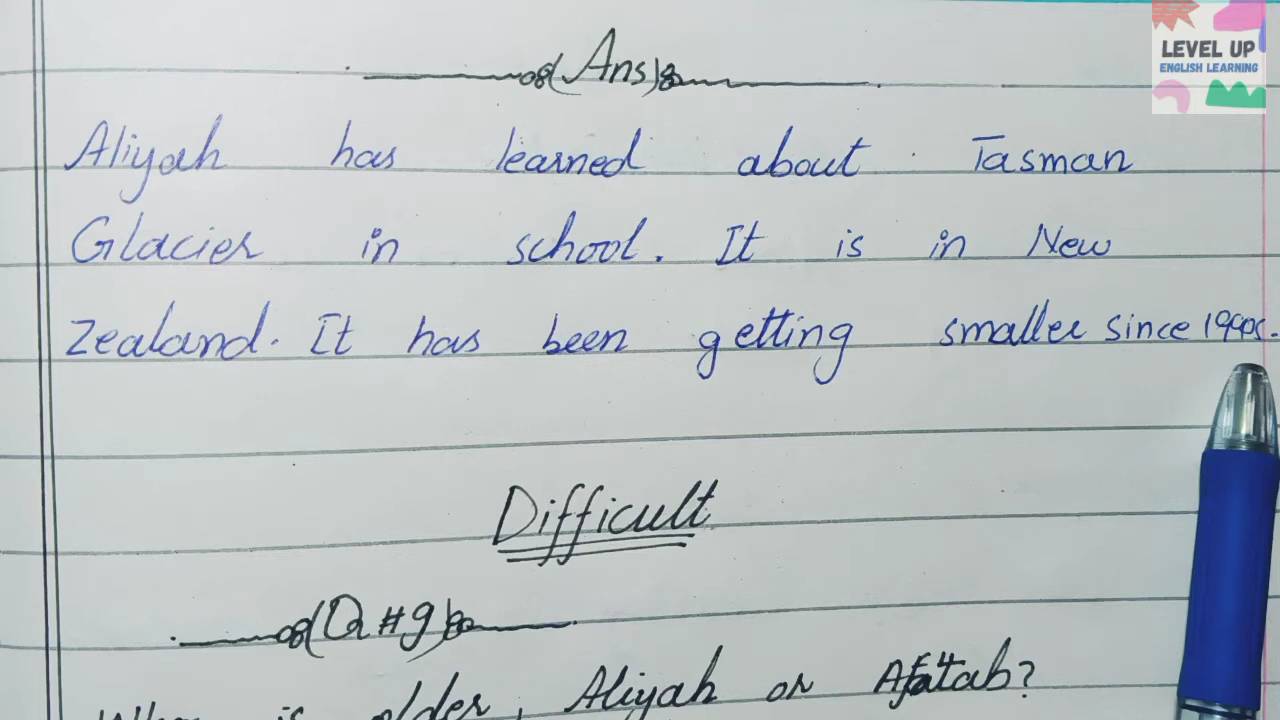 (Ans)
LEVEL UP
ENGLISH LEARNING
Aliyah has learned about Tasman
Glacier in school. It is in New
Zealand. It has been getting smaller since 1990s.
Difficult
(Q # 9)
is older, Aliyah or Aftab?